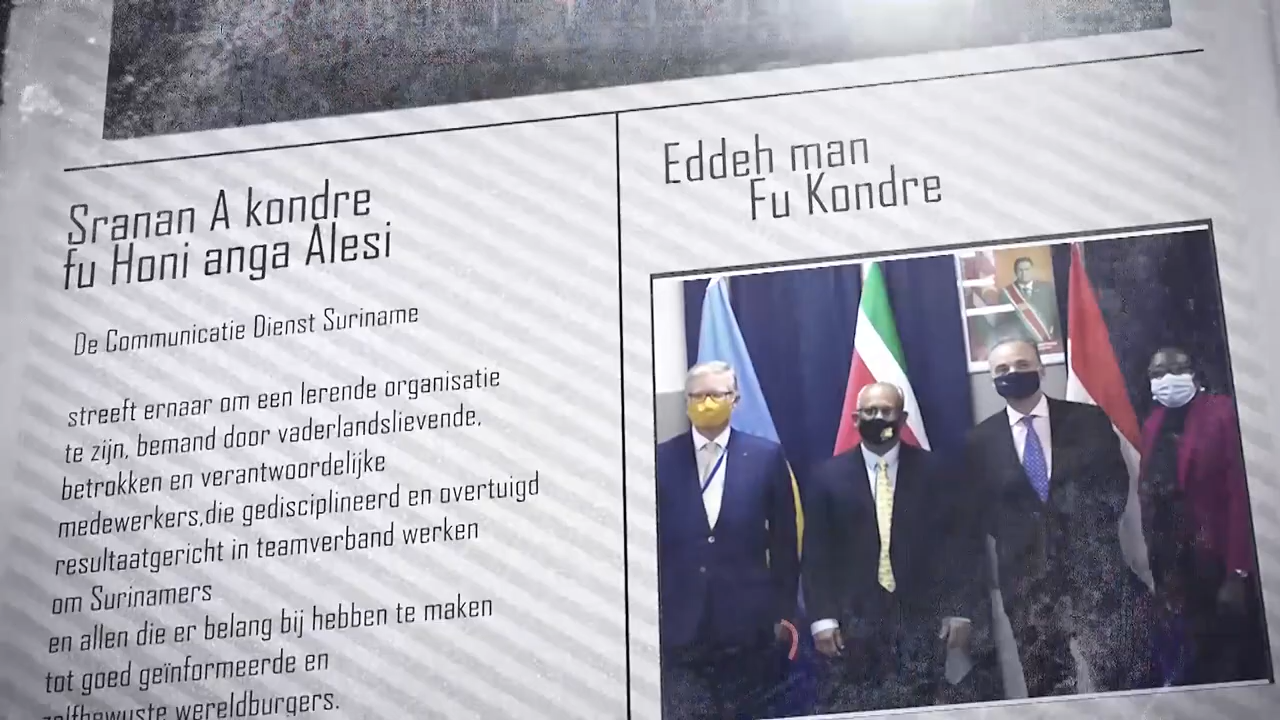 Sranan A kondre
fu Honi anga Alesi
De Communicatie Dienst Suriname
streeft ernaar om een lerende organisatie
te zijn, bemand door vaderlandslievende,
betrokken en verantwoordelijke
medewerkers,die gedisciplineerd en overtuigd
resultaatgericht in teamverband werken
om Surinamers
en allen die er belang bij hebben te maken
tot goed geïnformeerde en
zelfbewuste wereldburgers.
Eddeh man
Fu Kondre